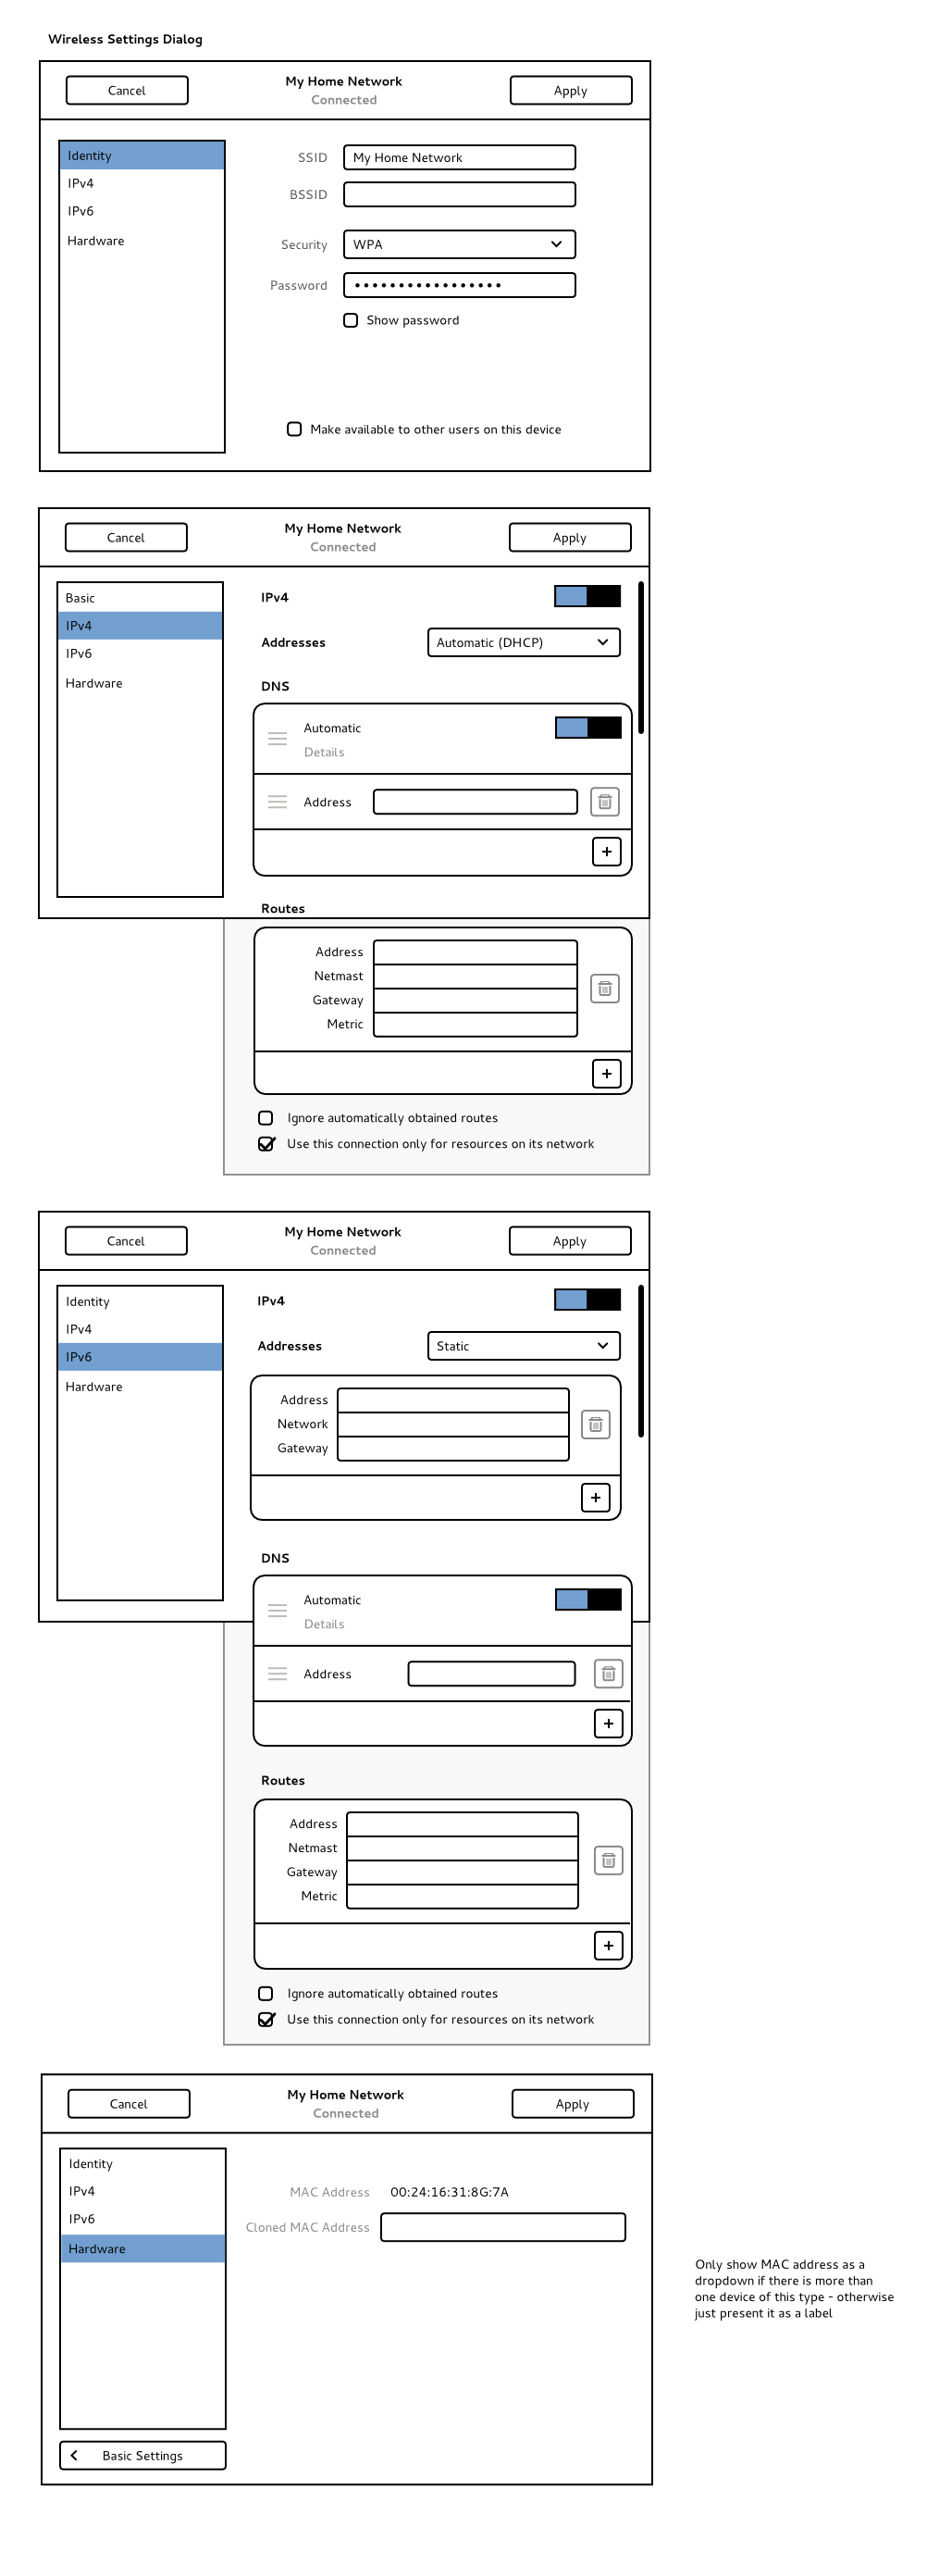 Wireless Settings Dialog
Cancel
My Home Network
Connected
Apply
Identity
IPv4
IPv6
Hardware
SSID
My Home Network
BSSID
Security
WPA
Password
•••••••••••••••••
Show password
Make available to other users on this device
Cancel
My Home Network
Connected
Apply
Basic
IPv4
IPv6
Hardware
IPv4
Addresses
Automatic (DHCP)
DNS
Automatic
Details
Address
+
Routes
Address
Netmast
Gateway
Metric
+
Ignore automatically obtained routes
Use this connection only for resources on its network
Cancel
My Home Network
Connected
Apply
Identity
IPv4
IPv6
Hardware
IPv4
Addresses
Static
Address
Network
Gateway
+
DNS
Automatic
Details
Address
+
Routes
Address
Netmast
Gateway
Metric
+
Ignore automatically obtained routes
Use this connection only for resources on its network
Cancel
My Home Network
Connected
Apply
Identity
IPv4
IPv6
Hardware
Basic Settings
MAC Address
00:24:16:31:8G:7A
Cloned MAC Address
Only show MAC address as a
dropdown if there is more than
one device of this type - otherwise
just present it as a label